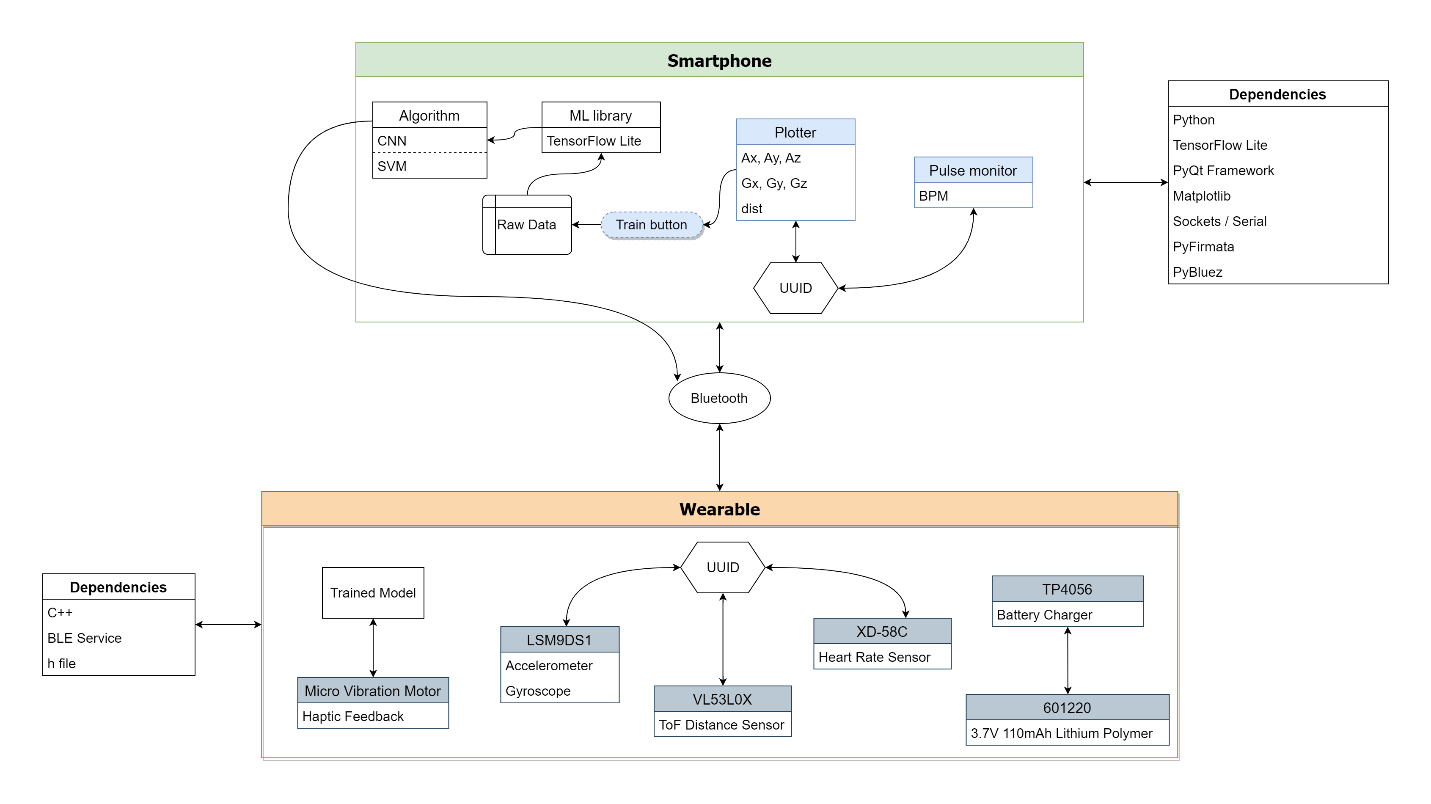 Smartphone
Algorithm
CNN
SVM
ML library
TensorFlow Lite
Raw Data
Train button
Plotter
Ax, Ay, Az
Gx, Gy, Gz
dist
Pulse monitor
BPM
UUID
Dependencies
Python
TensorFlow Lite
PyQt Framework
Matplotlib
Sockets / Serial
PyFirmata
PyBluez
Bluetooth
Wearable
Dependencies
C++
BLE Service
h file
Trained Model
Micro Vibration Motor
Haptic Feedback
UUID
LSM9DS1
Accelerometer
Gyroscope
VL53L0X
ToF Distance Sensor
XD-58C
Heart Rate Sensor
TP4056
Battery Charger
601220
3.7V 110mAh Lithium Polymer